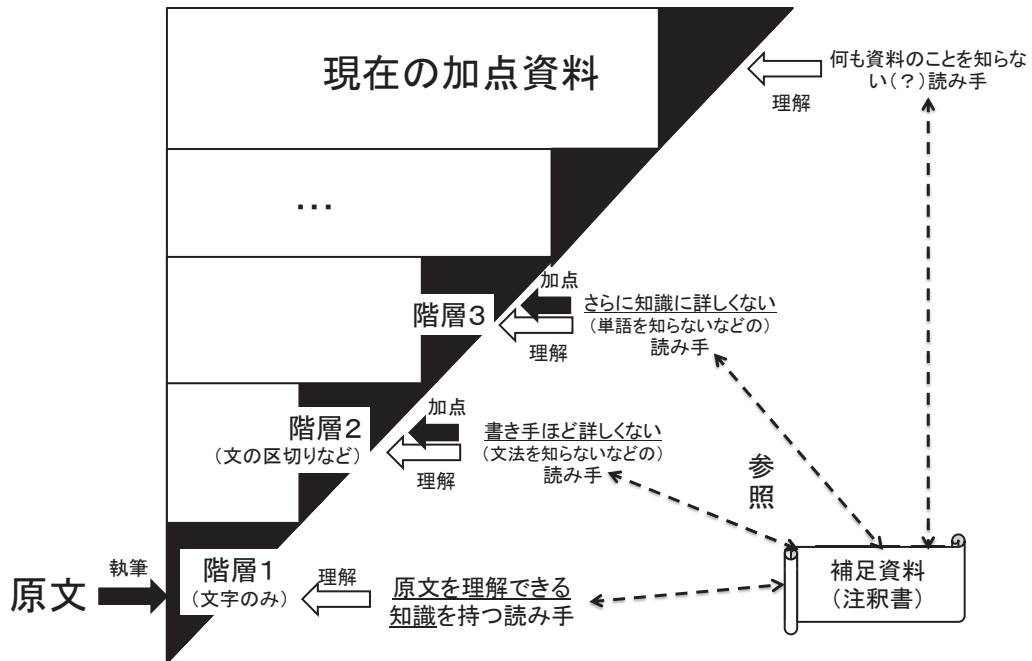 現在の加点資料
何も資料のことを知らな
い(?)読み手
理解
…
加点
階層3
さらに知識に詳しくない
(単語を知らないなどの)
読み手
理解
加点
階層2
(文の区切りなど)
書き手ほど詳しくない
(文法を知らないなどの)
読み手
理解
参
照
原文
執筆
階層1
(文字のみ)
理解
原文を理解できる
知識を持つ読み手
補足資料
(注釈書)